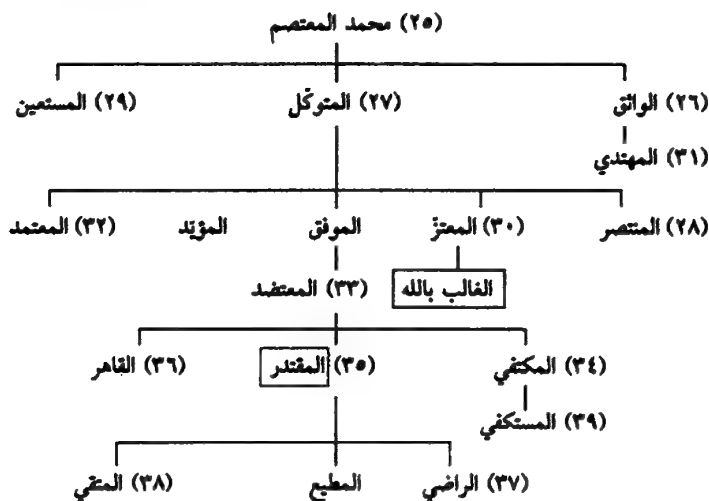 (٢٥) محمد المعتصم
(٢٦) الواثق (٢٧) المتوكّل (٢٩) المستعين
(٣١) المهتدي
(٢٨) المنتصر (٣٠) المعتزّ الموفق المؤيّد (٣٢) المعتمد
الغالب بالله (٣٣) المعتضد
(٣٤) المكتفي (٣٥) المقتدر (٣٦) القاهر
(٣٩) المستكفي
(٣٧) الراضي المطيع (٣٨) المتقي